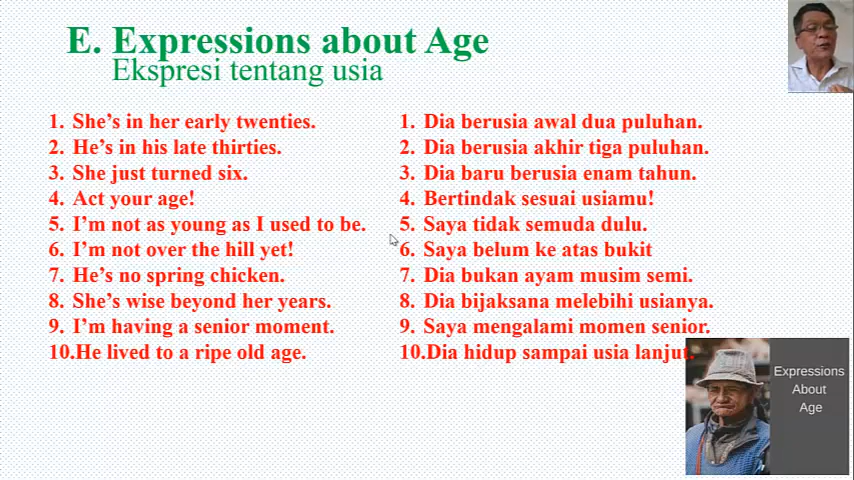 E. Expressions about Age
Ekspresi tentang usia
1. She's in her early twenties.
2. He's in his late thirties.
3. She just turned six.
4. Act your age!
5. I'm not as young as I used to be.
6. I'm not over the hill yet!
7. He's no spring chicken.
8. She's wise beyond her years.
9. I'm having a senior moment.
10.He lived to a ripe old age.
1. Dia berusia awal dua puluhan.
2. Dia berusia akhir tiga puluhan.
3. Dia baru berusia enam tahun.
4. Bertindak sesuai usiamu!
5. Saya tidak semuda dulu.
6. Saya belum ke atas bukit
7. Dia bukan ayam musim semi.
8. Dia bijaksana melebihi usianya.
9. Saya mengalami momen senior.
10.Dia hidup sampai usia lanjut.
Expressions
About
Age